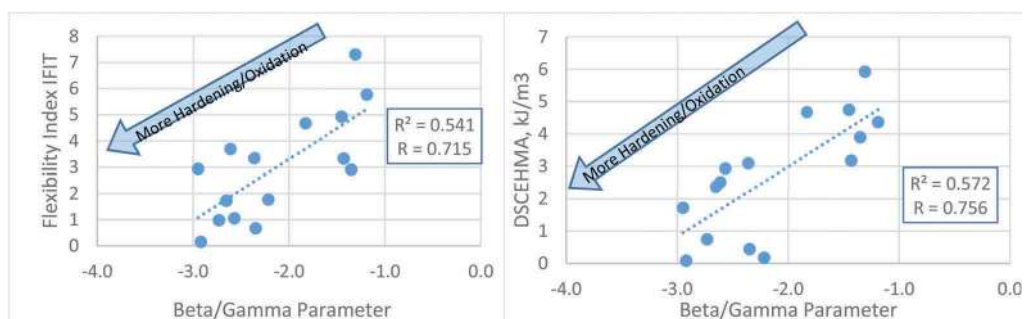 Flexibility Index IFIT
8
7
6
5
4
3
2
1
0
More Hardening/Oxidation
R² = 0.541
R = 0.715
-4.0 -3.0 -2.0 -1.0 0.0
Beta/Gamma Parameter
DSCEHMA, kJ/m3
7
6
5
4
3
2
1
0
More Hardening/Oxidation
R² = 0.572
R = 0.756
-4.0 -3.0 -2.0 -1.0 0.0
Beta/Gamma Parameter